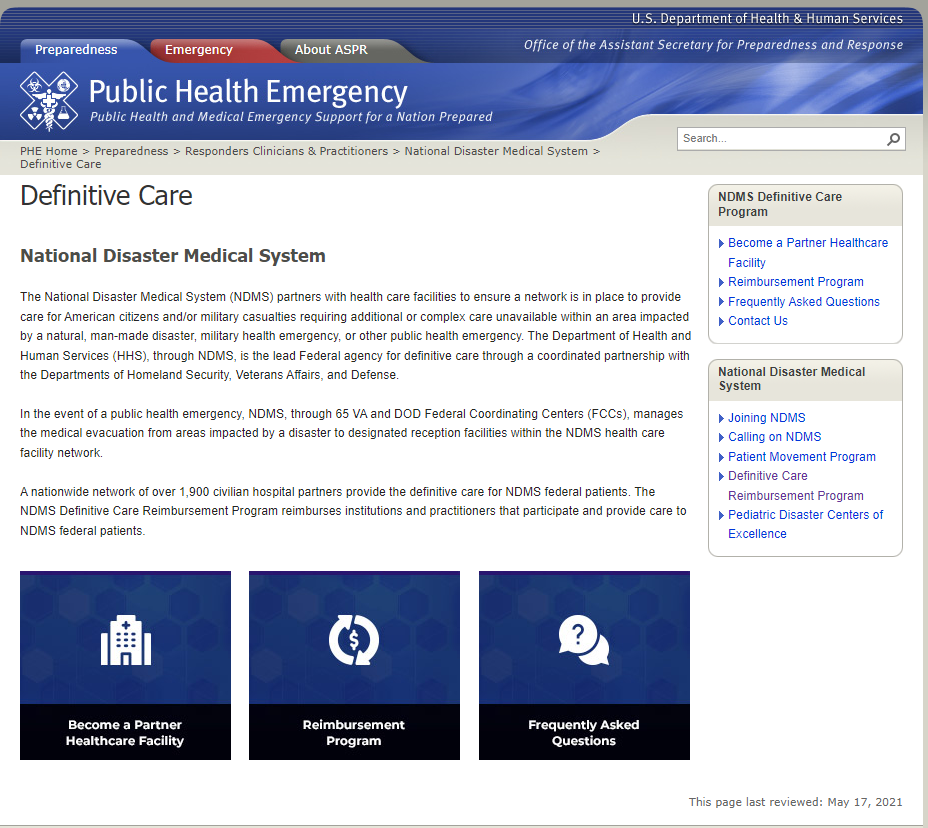 U.S. Department of Health & Human Services
Preparedness
Emergency
About ASPR
Office of the Assistant Secretary for Preparedness and Response
Public Health Emergency
Public Health and Medical Emergency Support for a Nation Prepared
Search...
PHE Home > Preparedness > Responders Clinicians & Practitioners > National Disaster Medical System >
Definitive Care
Definitive Care
National Disaster Medical System
The National Disaster Medical System (NDMS) partners with health care facilities to ensure a network is in place to provide
care for American citizens and/or military casualties requiring additional or complex care unavailable within an area impacted
by a natural, man-made disaster, military health emergency, or other public health emergency. The Department of Health and
Human Services (HHS), through NDMS, is the lead Federal agency for definitive care through a coordinated partnership with
the Departments of Homeland Security, Veterans Affairs, and Defense.
In the event of a public health emergency, NDMS, through 65 VA and DOD Federal Coordinating Centers (FCCs), manages
the medical evacuation from areas impacted by a disaster to designated reception facilities within the NDMS health care
facility network.
A nationwide network of over 1,900 civilian hospital partners provide the definitive care for NDMS federal patients. The
NDMS Definitive Care Reimbursement Program reimburses institutions and practitioners that participate and provide care to
NDMS federal patients.
Become a Partner
Healthcare Facility
Reimbursement
Program
Frequently Asked
Questions
NDMS Definitive Care
Program
Become a Partner Healthcare
Facility
Reimbursement Program
Frequently Asked Questions
Contact Us
National Disaster Medical
System
Joining NDMS
Calling on NDMS
Patient Movement Program
Definitive Care
Reimbursement Program
Pediatric Disaster Centers of
Excellence
This page last reviewed: May 17, 2021